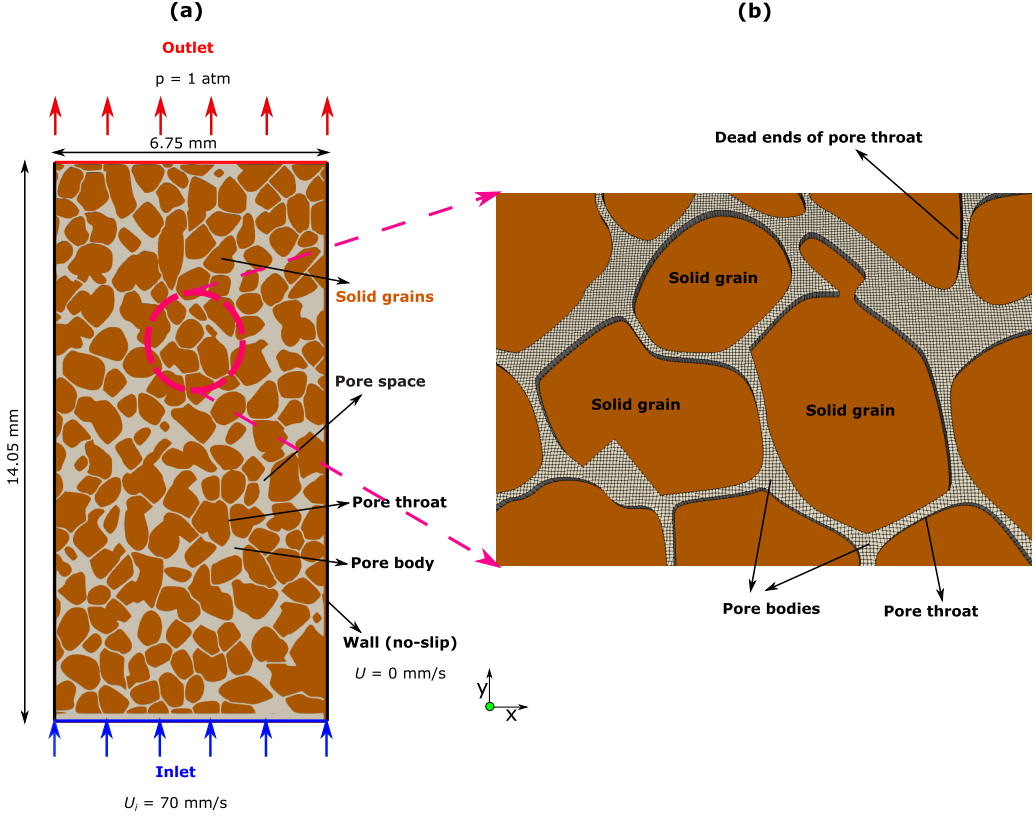 (a)
(b)
Outlet
p = 1 atm
6.75 mm
14.05 mm
Solid grains
Pore space
Pore throat
Pore body
Wall (no-slip)
U = 0 mm/s
Inlet
Uᵢ = 70 mm/s
Dead ends of pore throat
Solid grain
Solid grain
Solid grain
Pore bodies
Pore throat
y
x